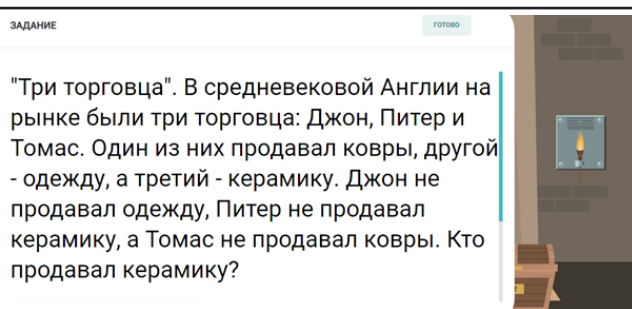 ЗАДАНИЕ
ГОТОВО
"Три торговца". В средневековой Англии на
рынке были три торговца: Джон, Питер и
Томас. Один из них продавал ковры, другой
- одежду, а третий - керамику. Джон не
продавал одежду, Питер не продавал
керамику, а Томас не продавал ковры. Кто
продавал керамику?